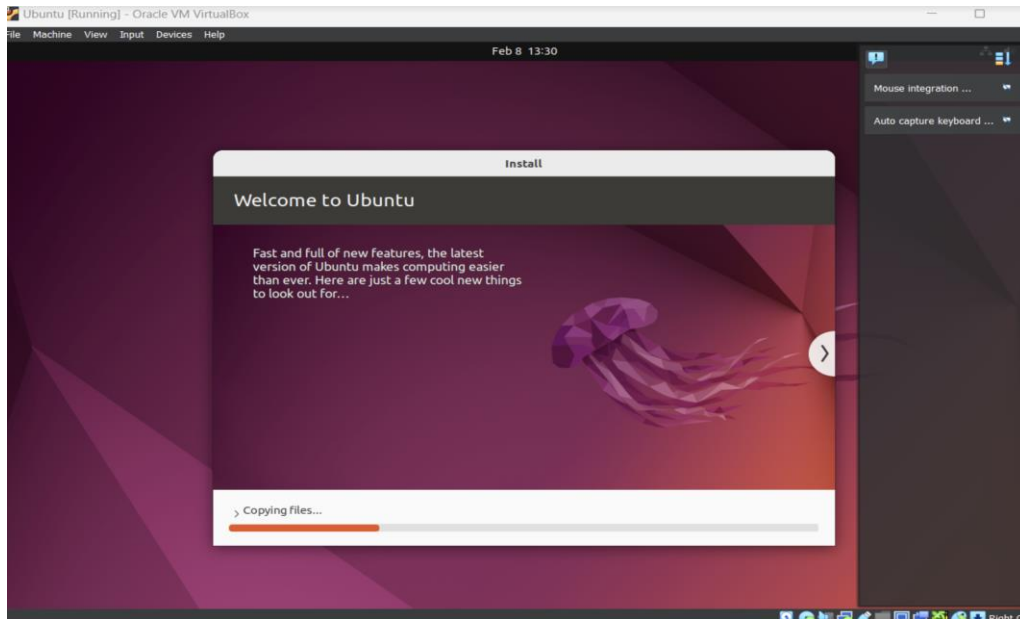 Ubuntu [Running] - Oracle VM VirtualBox
File Machine View Input Devices Help
Feb 8 13:30
Mouse integration ...
Auto capture keyboard ...
Install
Welcome to Ubuntu
Fast and full of new features, the latest
version of Ubuntu makes computing easier
than ever. Here are just a few cool new things
to look out for...
Copying files...
Right